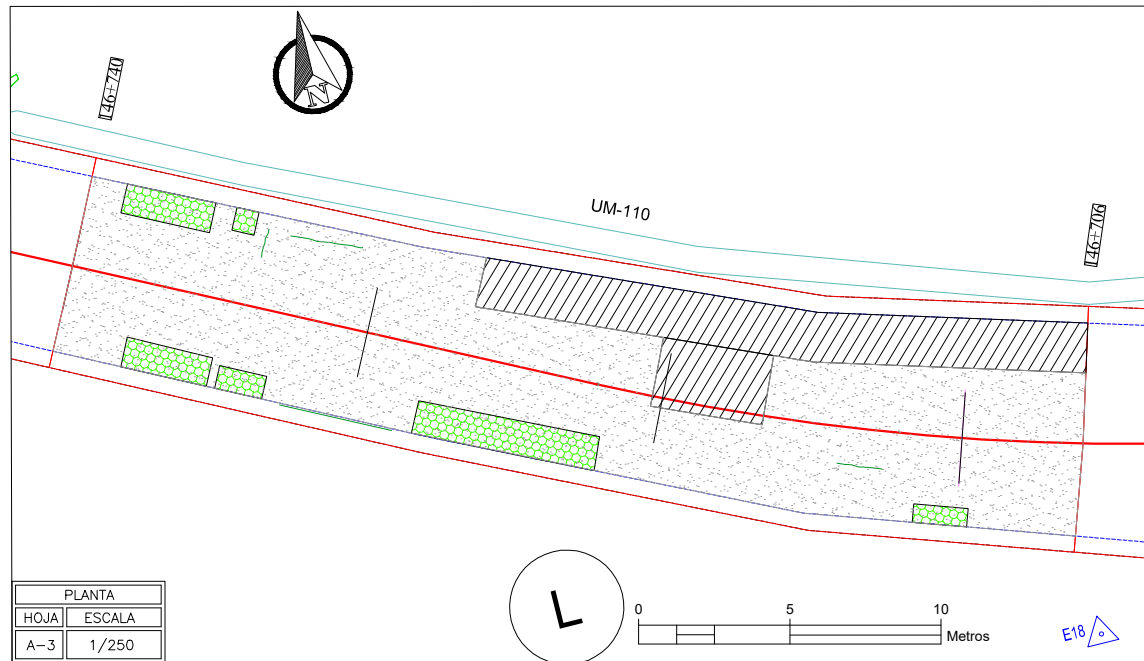 146+740
N
UM-110
146+706
L
0 5 10
Metros
E18
PLANTA
HOJA ESCALA
A-3 1/250